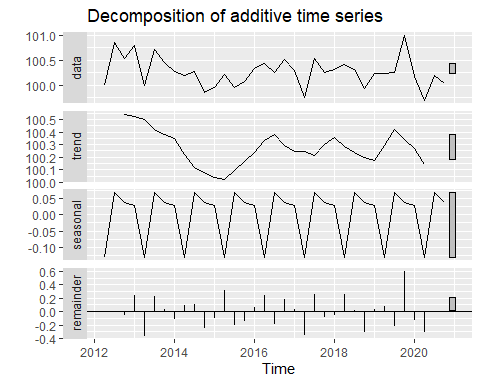 Decomposition of additive time series
data
101.0
100.5
100.0
trend
100.5
100.4
100.3
100.2
100.1
100.0
seasonal
0.05
0.00
-0.05
-0.10
remainder
0.6
0.4
0.2
0.0
-0.2
-0.4
2012 2014 2016 2018 2020
Time